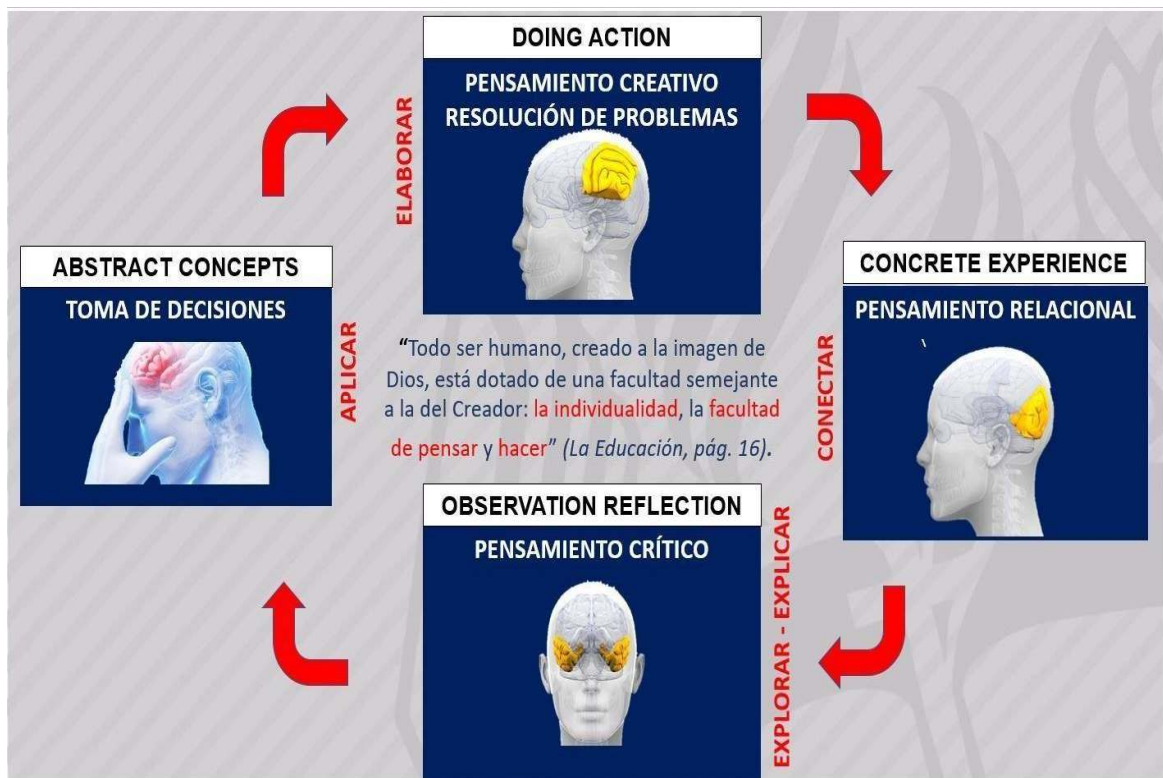 DOING ACTION
PENSAMIENTO CREATIVO
RESOLUCIÓN DE PROBLEMAS
ELABORAR
ABSTRACT CONCEPTS
TOMA DE DECISIONES
APLICAR
CONCRETE EXPERIENCE
PENSAMIENTO RELACIONAL
CONECTAR
“Todo ser humano, creado a la imagen de
Dios, está dotado de una facultad semejante
a la del Creador: la individualidad, la facultad
de pensar y hacer” (La Educación, pág. 16).
OBSERVATION REFLECTION
PENSAMIENTO CRÍTICO
EXPLORAR - EXPLICAR